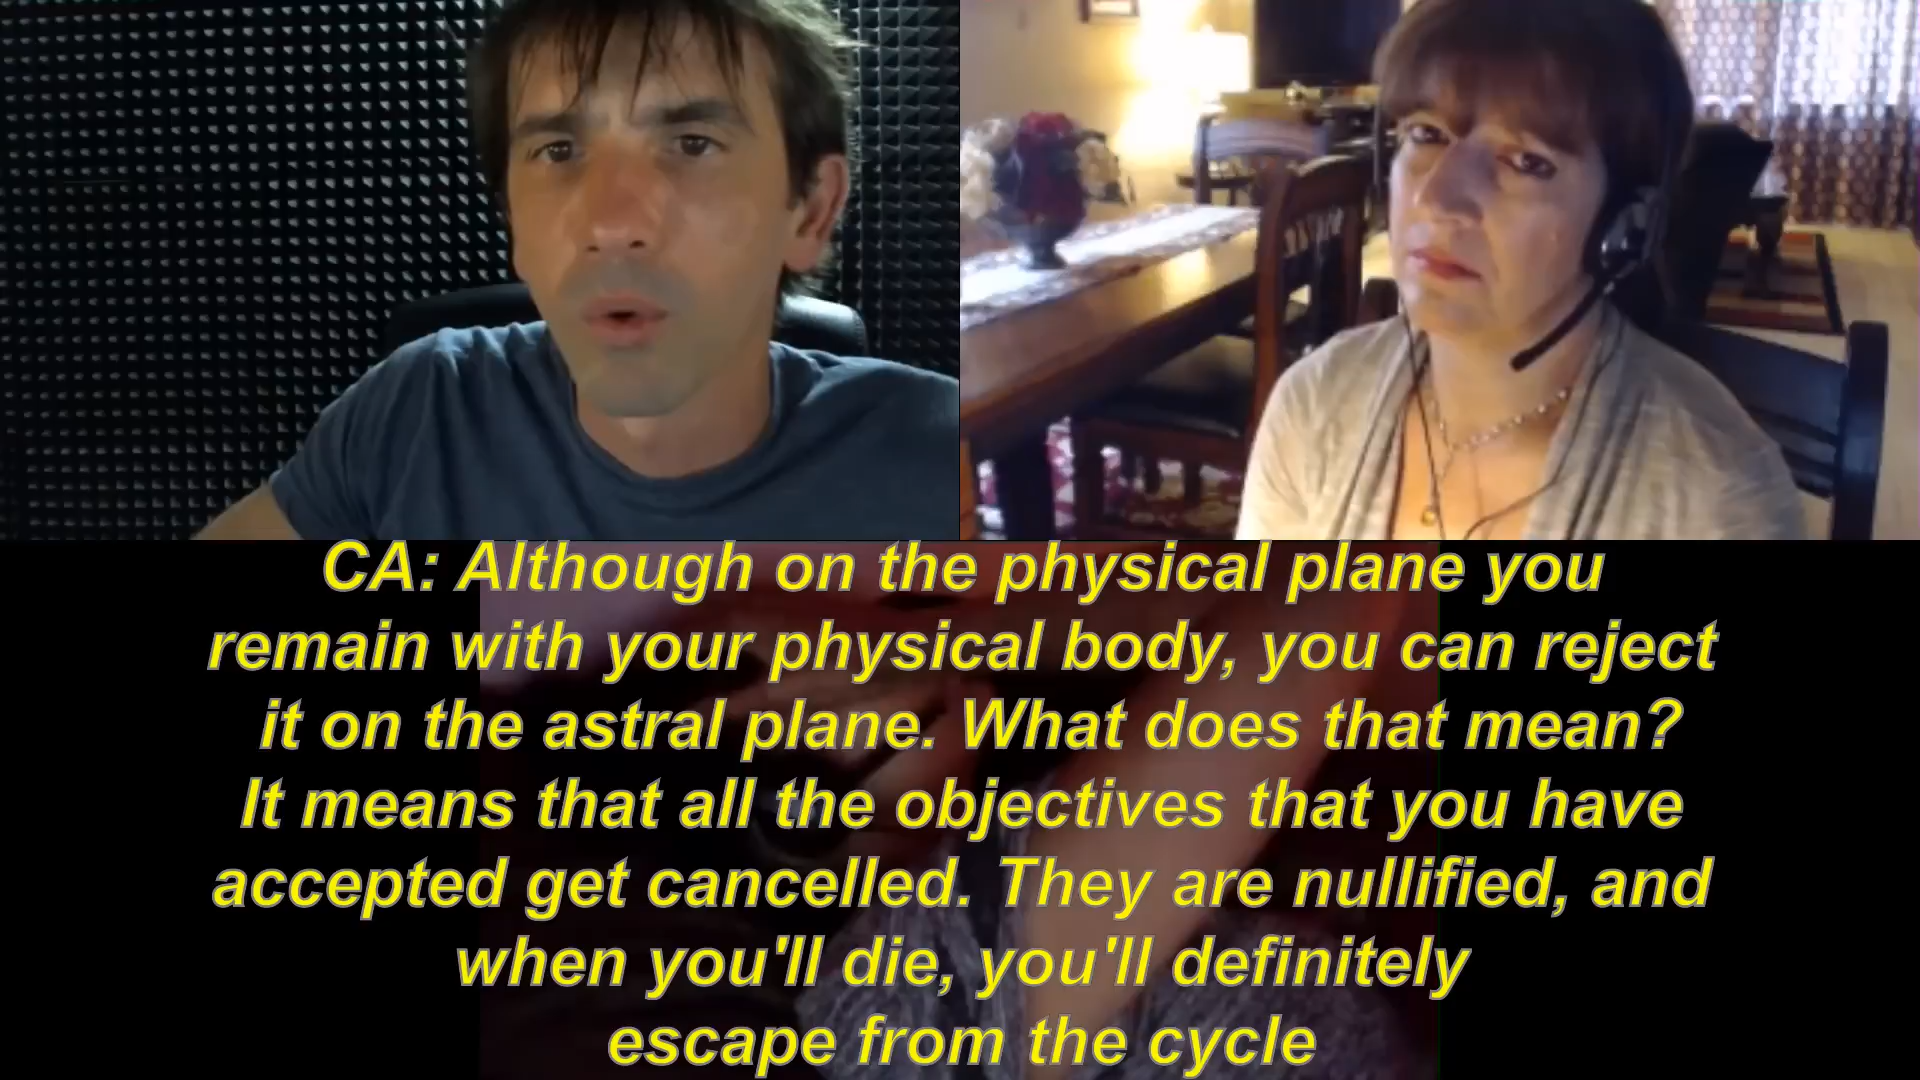 CA: Although on the physical plane you
remain with your physical body, you can reject
it on the astral plane. What does that mean?
It means that all the objectives that you have
accepted get cancelled. They are nullified, and
when you'll die, you'll definitely
escape from the cycle